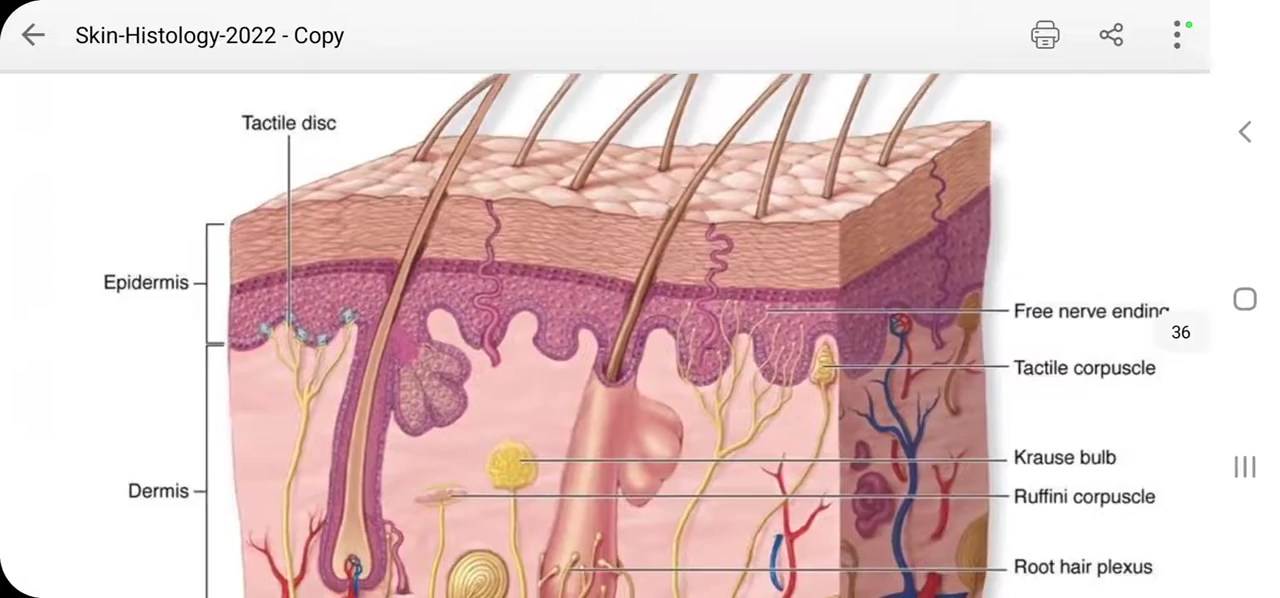 Skin-Histology-2022 - Copy
Tactile disc
Epidermis
Free nerve ending
36
Tactile corpuscle
Krause bulb
Dermis
Ruffini corpuscle
Root hair plexus